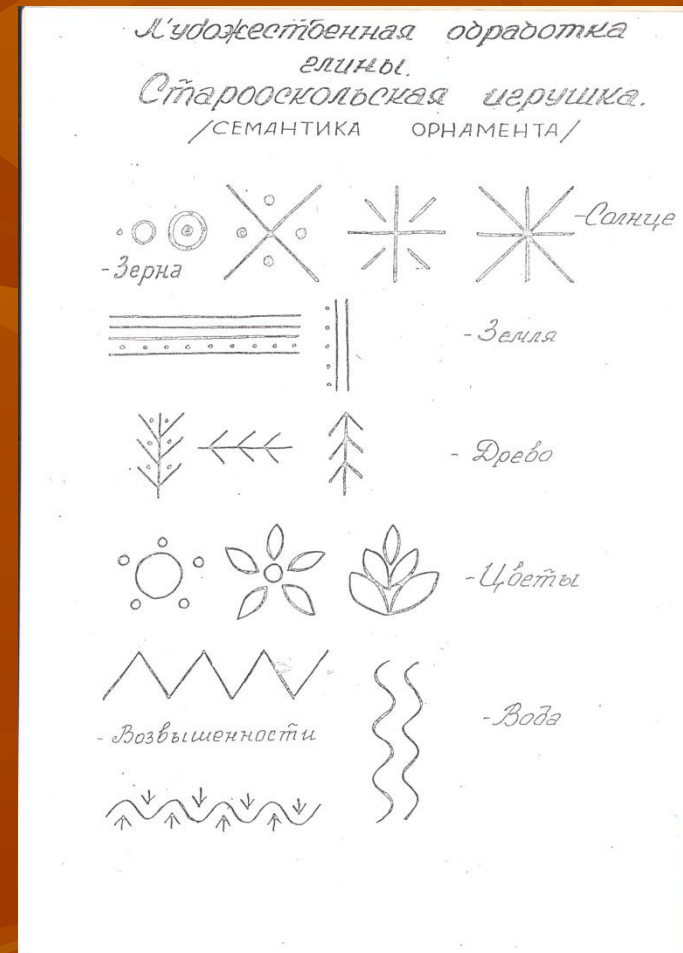 Художественная обработка
глины.
Старооскольская игрушка.
/СЕМАНТИКА ОРНАМЕНТА/
-Солнце
-Зерна
-Земля
-Древо
-Цветы
-Возвышенности
-Вода